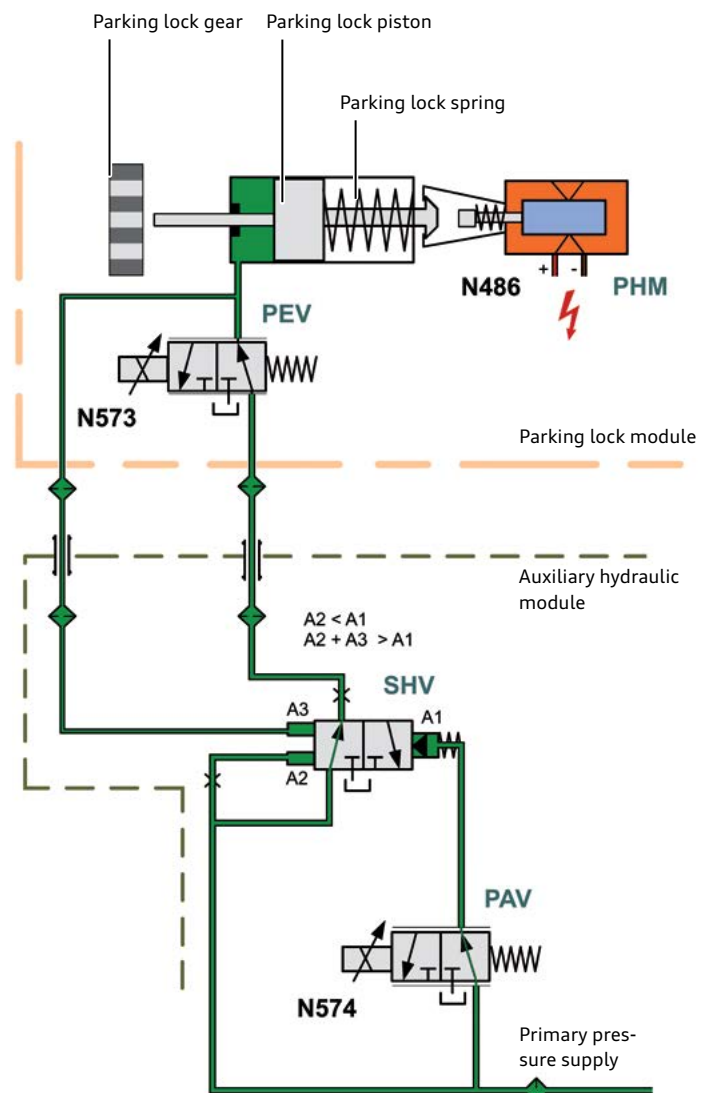 Parking lock gear
Parking lock piston
Parking lock spring
+
-
N486
PHM
PEV
N573
Parking lock module
Auxiliary hydraulic
module
A2 < A1
A2 + A3 > A1
SHV
A3
A1
A2
PAV
N574
Primary pres-
sure supply